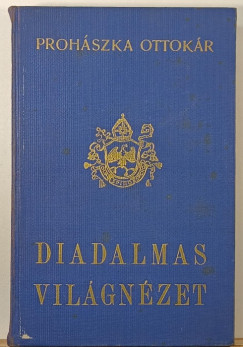 PROHÁSZKA OTTOKÁR
DIADALMAS
VILÁGNÉZET